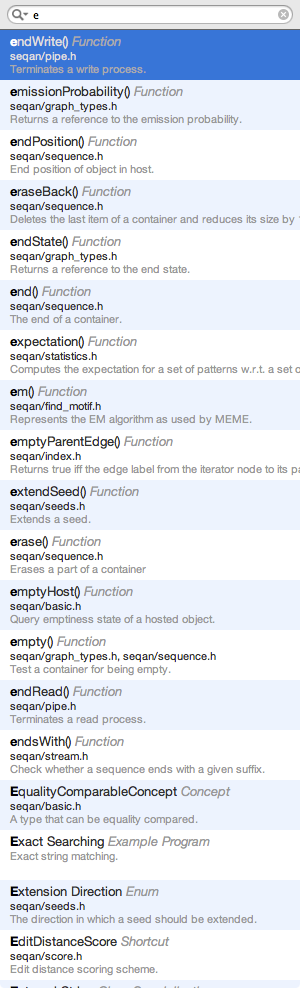 e
endWrite() Function
seqan/pipe.h
Terminates a write process.
emissionProbability() Function
seqan/graph_types.h
Returns a reference to the emission probability.
endPosition() Function
seqan/sequence.h
End position of object in host.
eraseBack() Function
seqan/sequence.h
Deletes the last item of a container and reduces its size by
endState() Function
seqan/graph_types.h
Returns a reference to the end state.
end() Function
seqan/sequence.h
The end of a container.
expectation() Function
seqan/statistics.h
Computes the expectation for a set of patterns w.r.t. a set
em() Function
seqan/find_motif.h
Represents the EM algorithm as used by MEME.
emptyParentEdge() Function
seqan/index.h
Returns true iff the edge label from the iterator node to its
extendSeed() Function
seqan/seeds.h
Extends a seed.
erase() Function
seqan/sequence.h
Erases a part of a container
emptyHost() Function
seqan/basic.h
Query emptiness state of a hosted object.
empty() Function
seqan/graph_types.h, seqan/sequence.h
Test a container for being empty.
endRead() Function
seqan/pipe.h
Terminates a read process.
endsWith() Function
seqan/stream.h
Check whether a sequence ends with a given suffix.
EqualityComparableConcept Concept
seqan/basic.h
A type that can be equality compared.
Exact Searching Example Program
Exact string matching.
Extension Direction Enum
seqan/seeds.h
The direction in which a seed should be extended.
EditDistanceScore Shortcut
seqan/score.h
Edit distance scoring scheme.